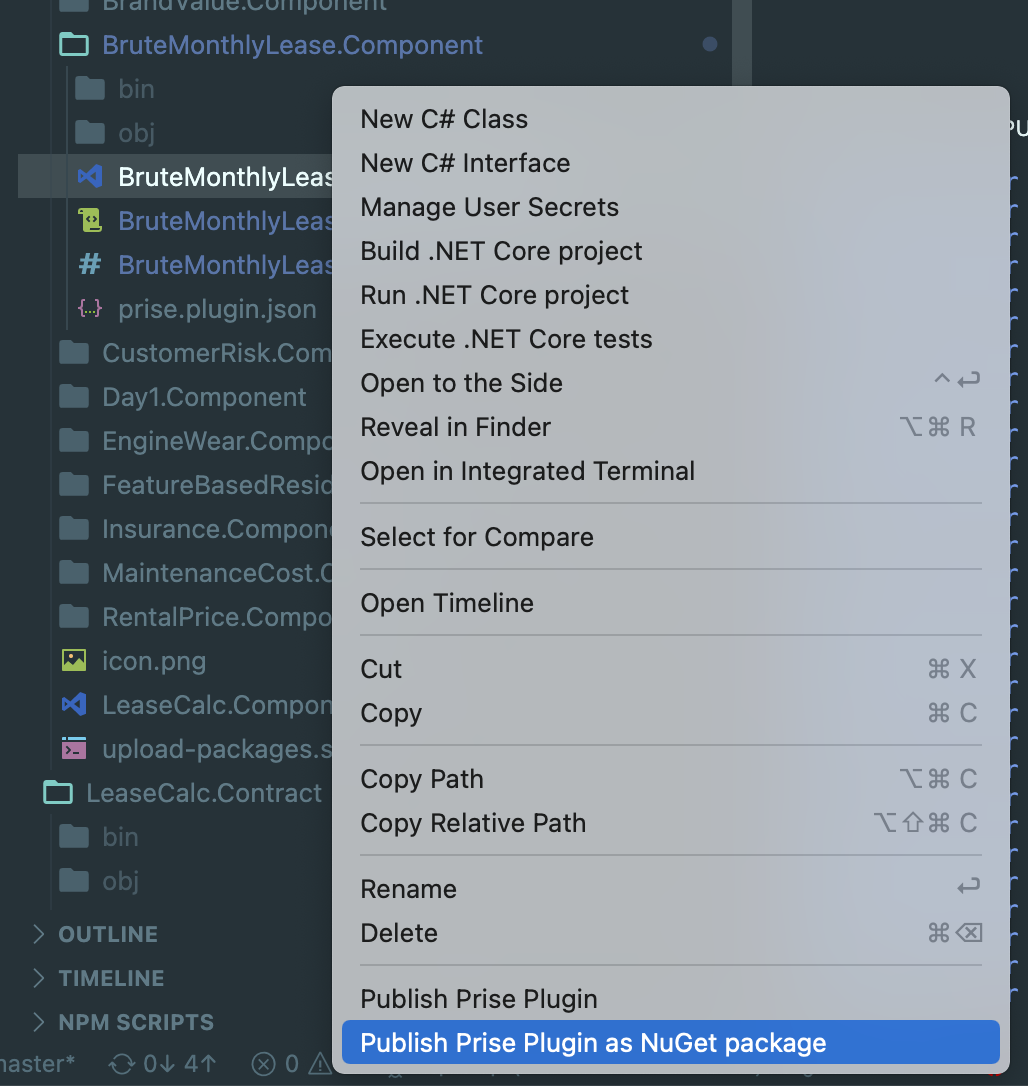 BrandValue.Component
BruteMonthlyLease.Component
bin
obj
BruteMonthlyLeas
BruteMonthlyLeas
# BruteMonthlyLeas
{..} prise.plugin.json
CustomerRisk.Com
Day1.Component
EngineWear.Compo
FeatureBasedResid
Insurance.Compon
MaintenanceCost.C
RentalPrice.Compo
icon.png
LeaseCalc.Compon
upload-packages.s
LeaseCalc.Contract
bin
obj
OUTLINE
TIMELINE
NPM SCRIPTS
master* 0↓ 4↑ 0
New C# Class
New C# Interface
Manage User Secrets
Build .NET Core project
Run .NET Core project
Execute .NET Core tests
Open to the Side ^↩
Reveal in Finder ⌥⌘ R
Open in Integrated Terminal
Select for Compare
Open Timeline
Cut ⌘ X
Copy ⌘ C
Copy Path ⌥⌘ C
Copy Relative Path ⌥⇧⌘ C
Rename ↩
Delete ⌘⌫
Publish Prise Plugin
Publish Prise Plugin as NuGet package
PU